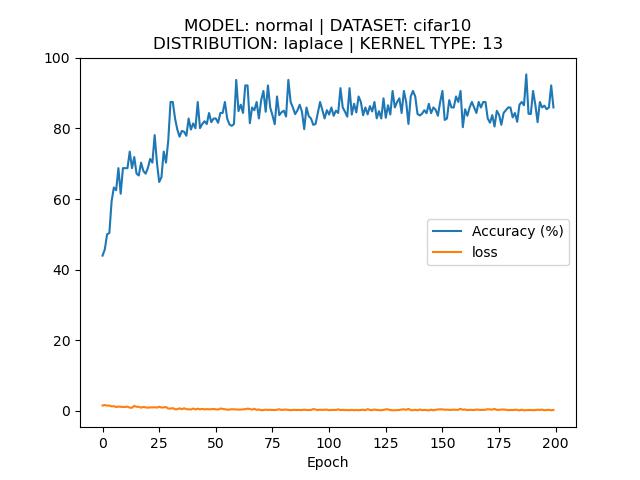 MODEL: normal | DATASET: cifar10
DISTRIBUTION: laplace | KERNEL TYPE: 13
100
80
60
40
20
0
Accuracy (%)
loss
0 25 50 75 100 125 150 175 200
Epoch